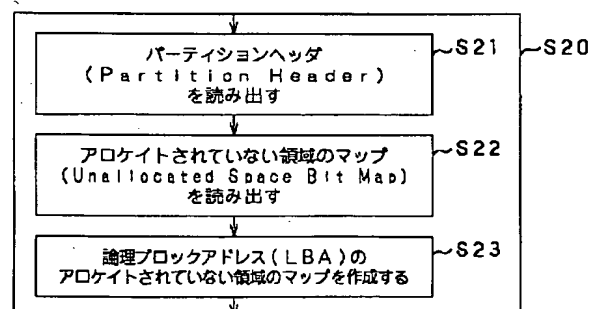 パーティションヘッダ
(Partition Header)
を読み出す
S21
S20
アロケイトされていない領域のマップ
(Unallocated Space Bit Map)
を読み出す
S22
論理ブロックアドレス(LBA)の
アロケイトされていない領域のマップを作成する
S23